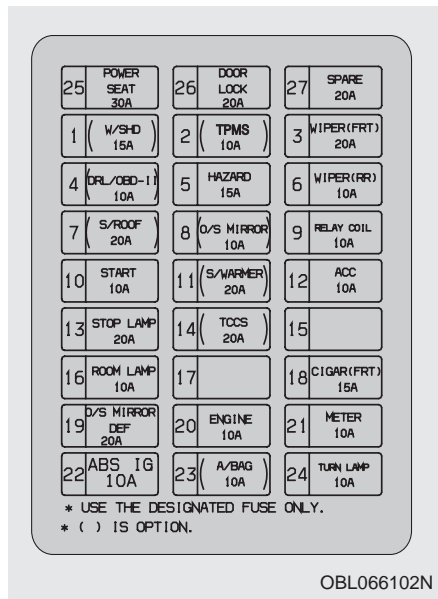 25 POWER SEAT 30A
26 DOOR LOCK 20A
27 SPARE 20A
1 ( W/SHD 15A )
2 ( TPMS 10A )
3 WIPER(FRT) 20A
4 (DRL/OBD-II) 10A
5 HAZARD 15A
6 WIPER(RR) 10A
7 ( S/ROOF 20A )
8 (O/S MIRROR 10A )
9 RELAY COIL 10A
10 START 10A
11 (S/WARMER 20A )
12 ACC 10A
13 STOP LAMP 20A
14 ( TCCS 20A )
15
16 ROOM LAMP 10A
17
18 CIGAR(FRT) 15A
19 O/S MIRROR DEF 20A
20 ENGINE 10A
21 METER 10A
22 ABS IG 10A
23 ( A/BAG 10A )
24 TURN LAMP 10A
* USE THE DESIGNATED FUSE ONLY.
* ( ) IS OPTION.
OBL066102N